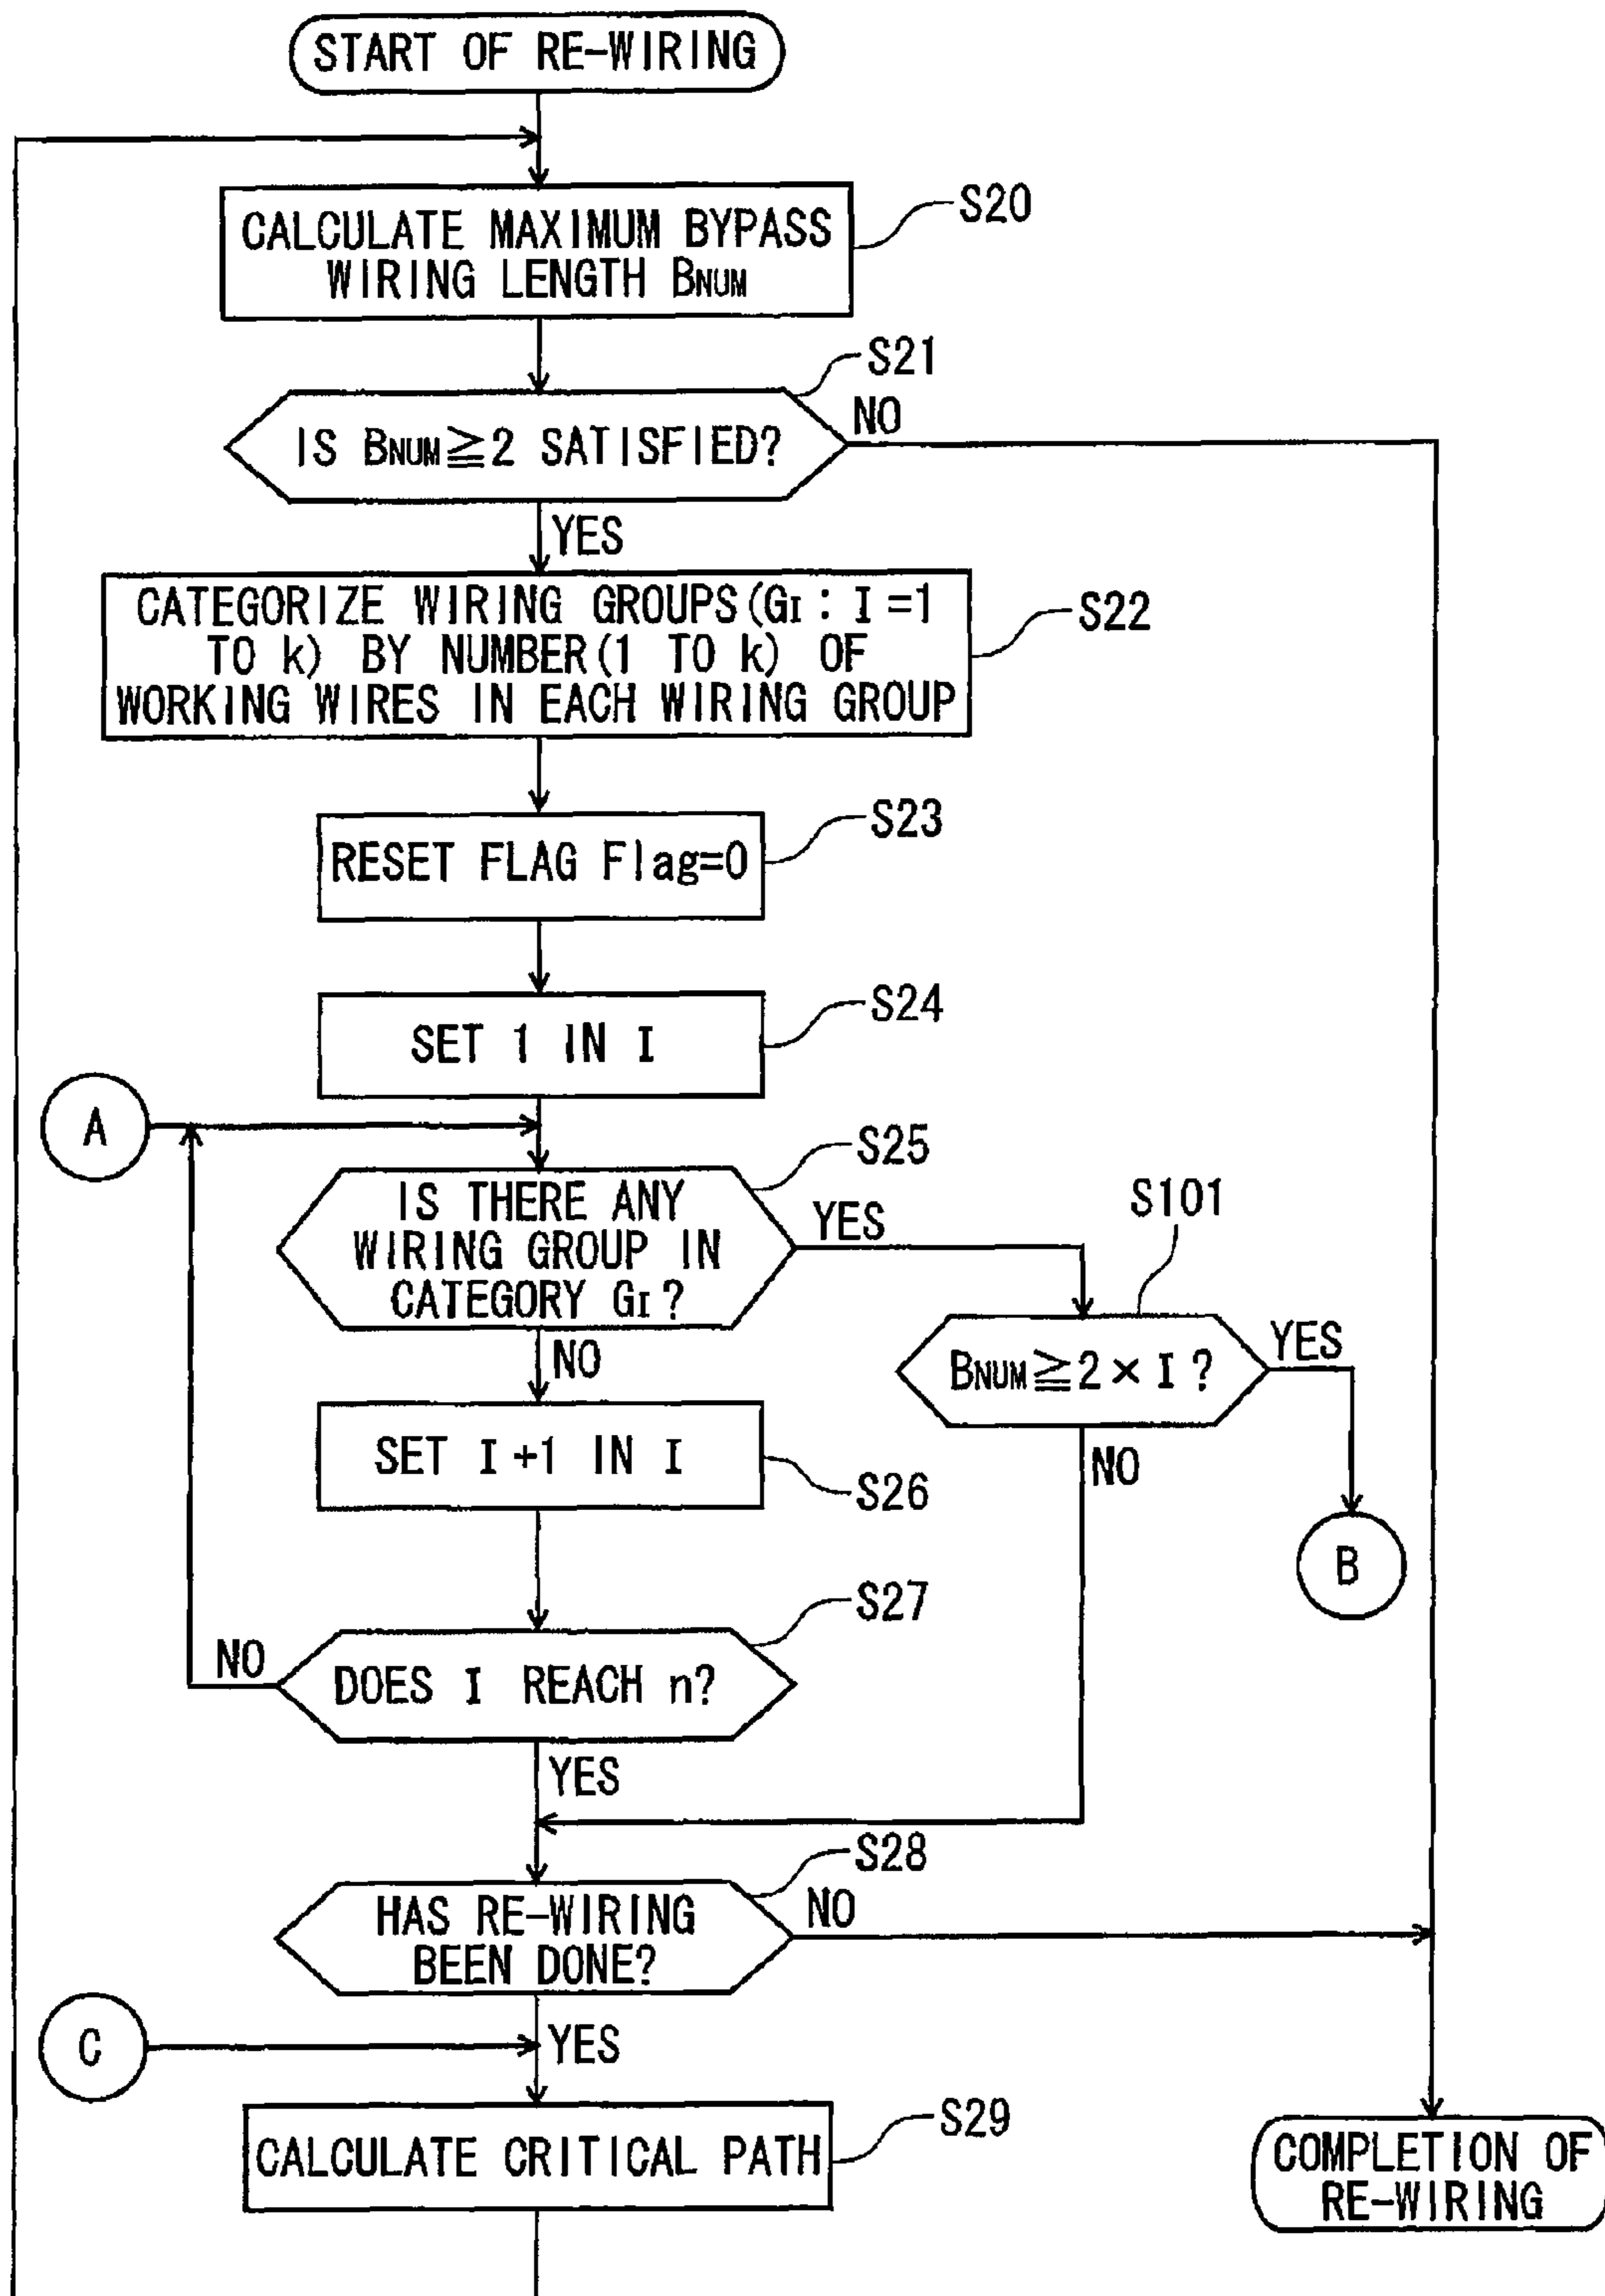 START OF RE-WIRING
CALCULATE MAXIMUM BYPASS
WIRING LENGTH BNUM
S20
S21
IS BNUM≧2 SATISFIED?
NO
YES
CATEGORIZE WIRING GROUPS(GI: I=1
TO k) BY NUMBER(1 TO k) OF
WORKING WIRES IN EACH WIRING GROUP
S22
S23
RESET FLAG Flag=0
S24
SET 1 IN I
A
S25
IS THERE ANY
WIRING GROUP IN
CATEGORY GI?
YES
S101
NO
BNUM≧2×I?
YES
SET I+1 IN I
S26
NO
B
S27
NO
DOES I REACH n?
YES
S28
HAS RE-WIRING
BEEN DONE?
NO
C
YES
S29
CALCULATE CRITICAL PATH
COMPLETION OF
RE-WIRING